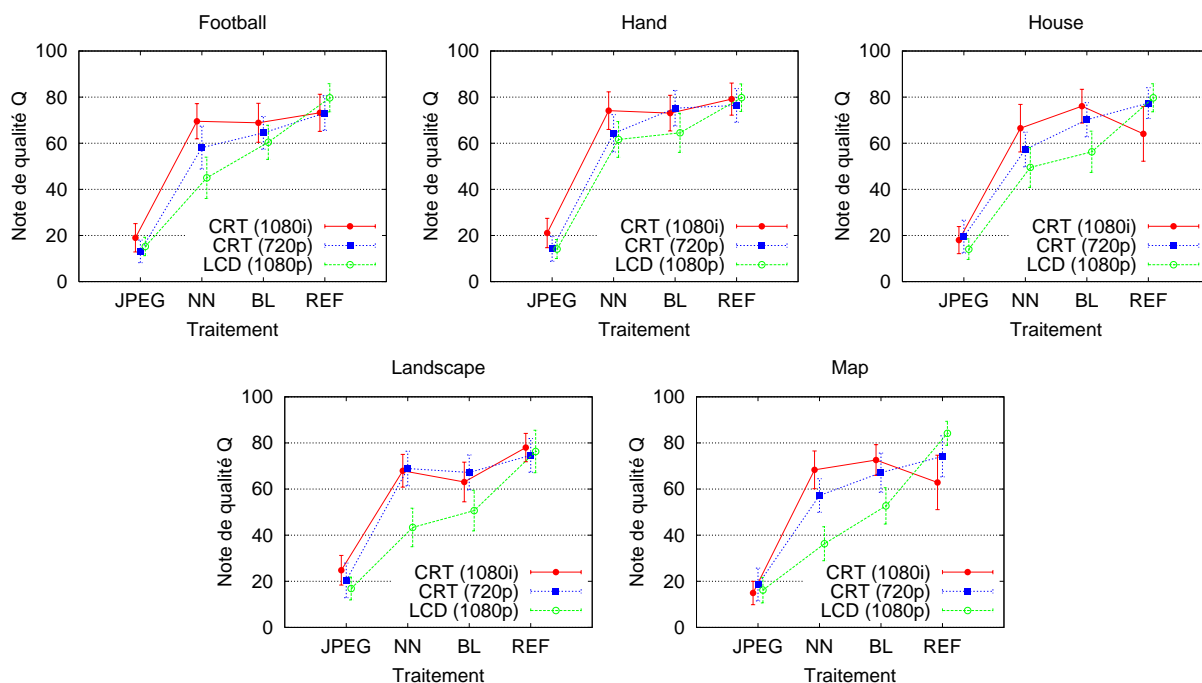 Football
Note de qualité Q
100
80
60
40
20
0
CRT (1080i)
CRT (720p)
LCD (1080p)
JPEG NN BL REF
Traitement
Hand
Note de qualité Q
100
80
60
40
20
0
CRT (1080i)
CRT (720p)
LCD (1080p)
JPEG NN BL REF
Traitement
House
Note de qualité Q
100
80
60
40
20
0
CRT (1080i)
CRT (720p)
LCD (1080p)
JPEG NN BL REF
Traitement
Landscape
Note de qualité Q
100
80
60
40
20
0
CRT (1080i)
CRT (720p)
LCD (1080p)
JPEG NN BL REF
Traitement
Map
Note de qualité Q
100
80
60
40
20
0
CRT (1080i)
CRT (720p)
LCD (1080p)
JPEG NN BL REF
Traitement